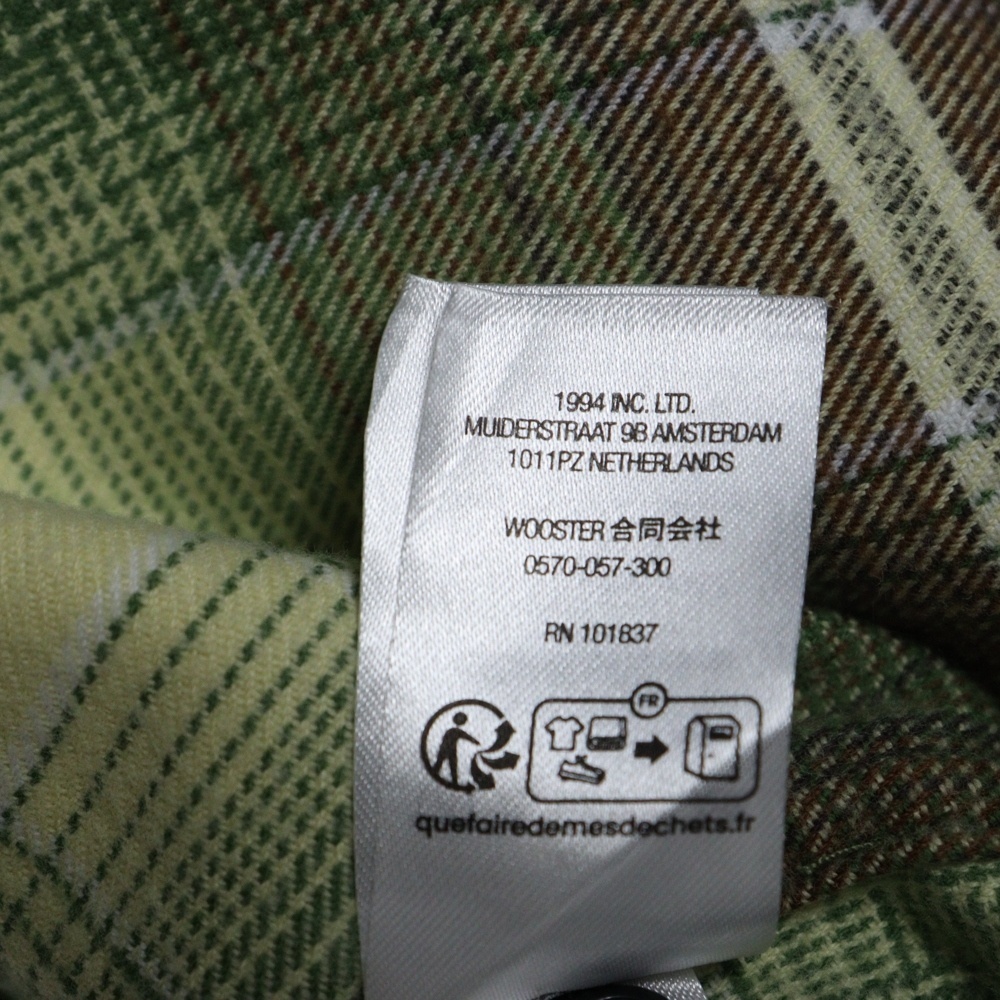 1994 INC. LTD.
MUIDERSTRAAT 9B AMSTERDAM
1011PZ NETHERLANDS
WOOSTER 合同会社
0570-057-300
RN 101837
FR
quefairedemesdechets.fr